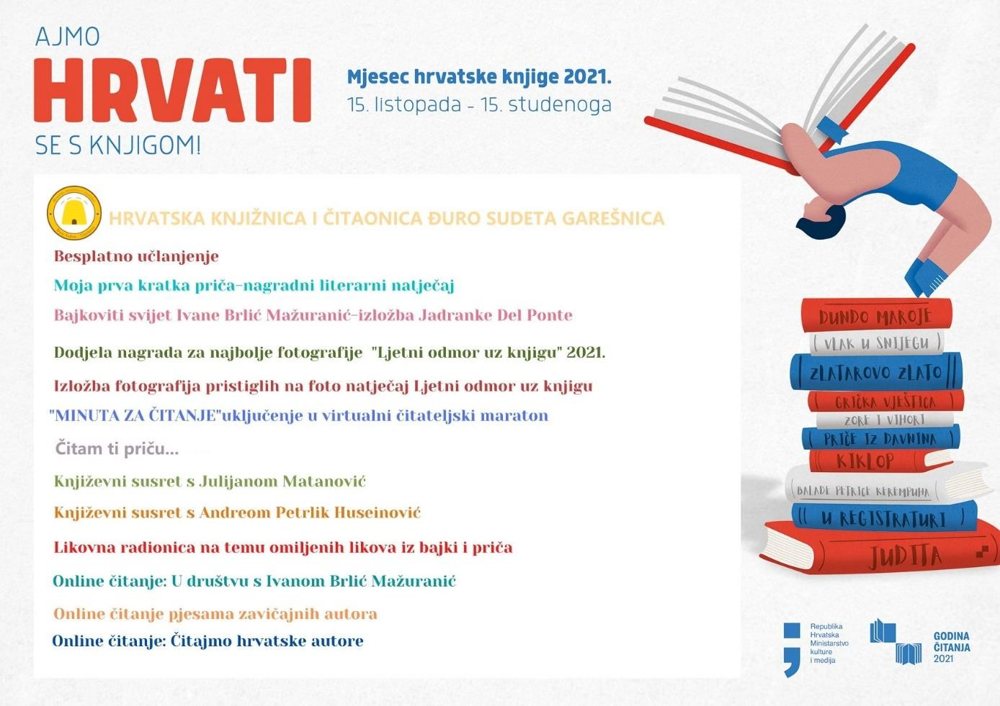 AJMO
HRVATI
SE S KNJIGOM!
Mjesec hrvatske knjige 2021.
15. listopada - 15. studenoga
HRVATSKA KNJIŽNICA I ČITAONICA ĐURO SUDETA GAREŠNICA
Besplatno učlanjenje
Moja prva kratka priča-nagradni literarni natječaj
Bajkoviti svijet Ivane Brlić Mažuranić-izložba Jadranke Del Ponte
Dodjela nagrada za najbolje fotografije "Ljetni odmor uz knjigu" 2021.
Izložba fotografija pristiglih na foto natječaj Ljetni odmor uz knjigu
"MINUTA ZA ČITANJE"uključenje u virtualni čitateljski maraton
Čitam ti priču...
Književni susret s Julijanom Matanović
Književni susret s Andreom Petrlik Huseinović
Likovna radionica na temu omiljenih likova iz bajki i priča
Online čitanje: U društvu s Ivanom Brlić Mažuranić
Online čitanje pjesama zavičajnih autora
Online čitanje: Čitajmo hrvatske autore
DUNDO MAROJE
VLAK U SNIJEGU
ZLATAROVO ZLATO
GRIČKA VJEŠTICA
ZORE I VIHORI
PRIČE IZ DAVNINA
KIKLOP
BALADE PETRICE KEREMPUHA
U REGISTRATURI
JUDITA
Republika
Hrvatska
Ministarstvo
kulture
i medija
GODINA
ČITANJA
2021